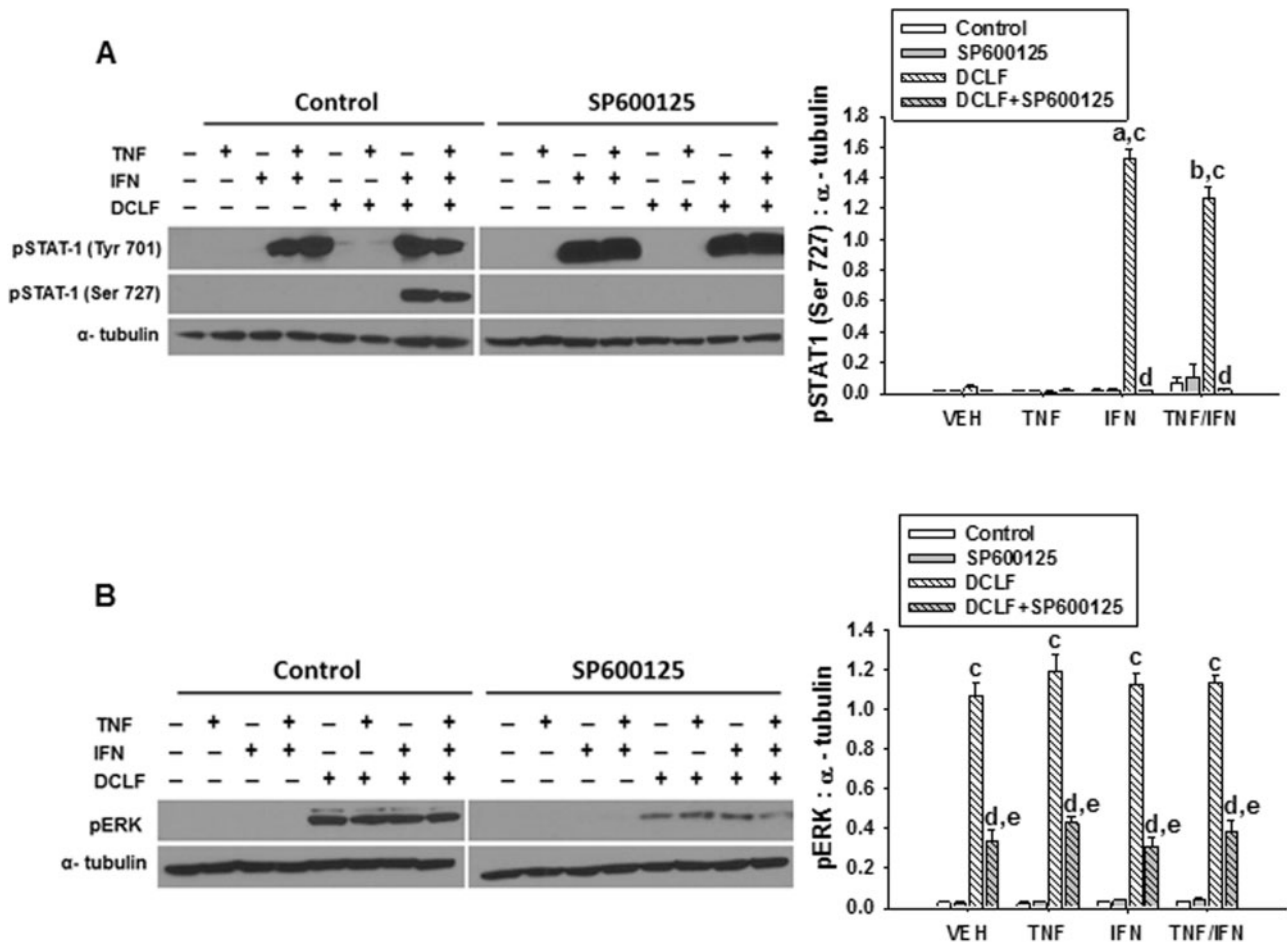 A
Control
SP600125
TNF – + – + – + – + – + – + – + – +
IFN – – + + – – + + – – + + – – + +
DCLF – – – – + + + + – – – – + + + +
pSTAT-1 (Tyr 701)
pSTAT-1 (Ser 727)
α- tubulin
Control
SP600125
DCLF
DCLF+SP600125
pSTAT1 (Ser 727) : α - tubulin
1.8
1.6
1.4
1.2
1.0
0.8
0.6
0.4
0.2
0.0
a,c
d
b,c
d
VEH TNF IFN TNF/IFN
B
Control
SP600125
TNF – + – + – + – + – + – + – + – +
IFN – – + + – – + + – – + + – – + +
DCLF – – – – + + + + – – – – + + + +
pERK
α- tubulin
Control
SP600125
DCLF
DCLF+SP600125
pERK : α - tubulin
1.4
1.2
1.0
0.8
0.6
0.4
0.2
0.0
c
d,e
c
d,e
c
d,e
c
d,e
VEH TNF IFN TNF/IFN